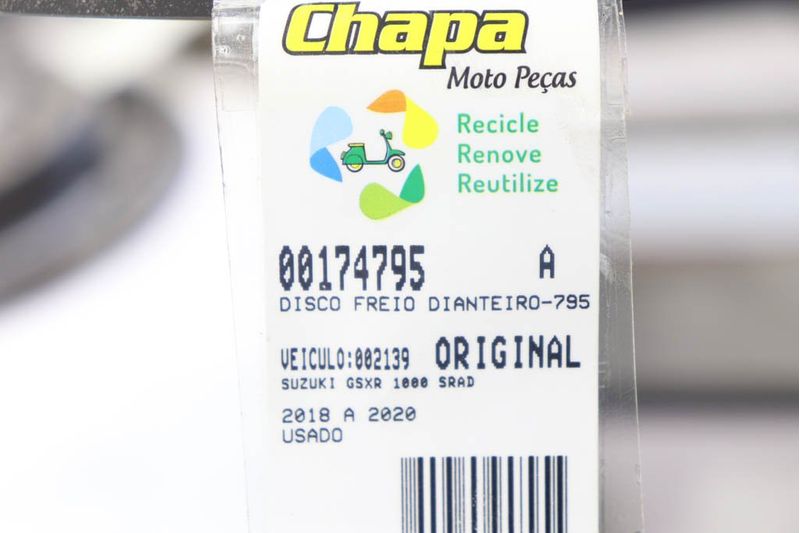 Chapa
Moto Peças
Recicle
Renove
Reutilize
00174795 A
DISCO FREIO DIANTEIRO-795
VEICULO:002139 ORIGINAL
SUZUKI GSXR 1000 SRAD
2018 A 2020
USADO